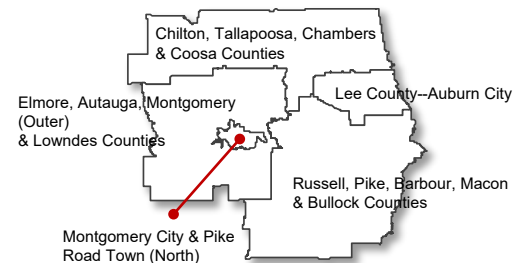 Chilton, Tallapoosa, Chambers
& Coosa Counties
Lee County--Auburn City
Elmore, Autauga, Montgomery
(Outer)
& Lowndes Counties
Russell, Pike, Barbour, Macon
& Bullock Counties
Montgomery City & Pike
Road Town (North)